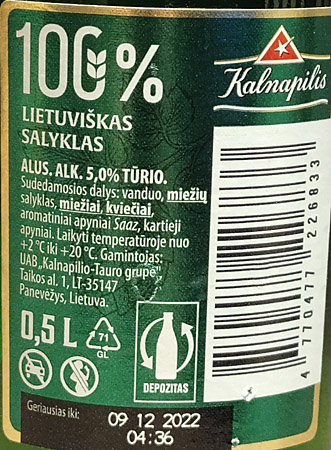 100%
LIETUVIŠKAS
SALYKLAS
ALUS. ALK. 5,0% TŪRIO.
Sudedamosios dalys: vanduo, miežių
salyklas, miežiai, kviečiai,
aromatiniai apyniai Saaz, kartieji
apyniai. Laikyti temperatūroje nuo
+2 °C iki +20 °C. Gamintojas:
UAB „Kalnapilio-Tauro grupė“,
Taikos al. 1, LT-35147
Panevėžys, Lietuva.
0,5 L
71
GL
DEPOZITAS
Geriausias iki:
09 12 2022
04:36
Kalnapilis
4 770477 226833